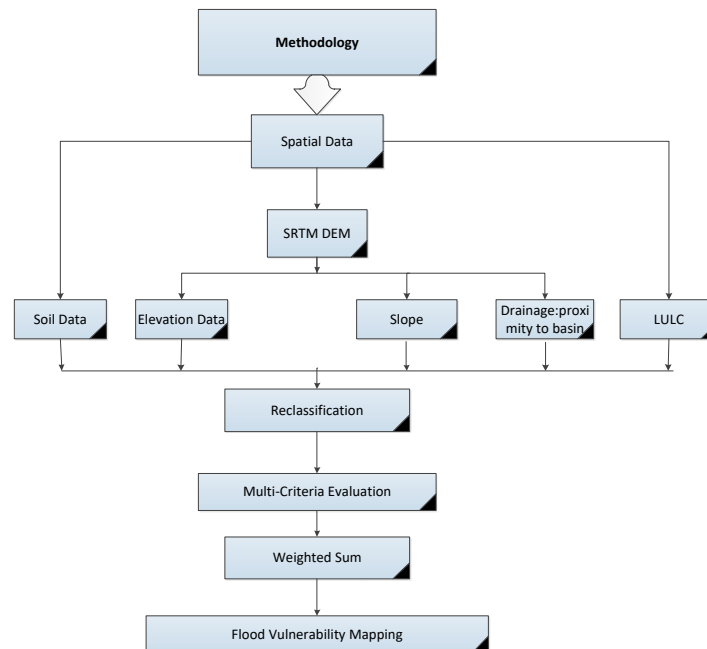 Methodology
Spatial Data
SRTM DEM
Soil Data
Elevation Data
Slope
Drainage:proxi
mity to basin
LULC
Reclassification
Multi-Criteria Evaluation
Weighted Sum
Flood Vulnerability Mapping